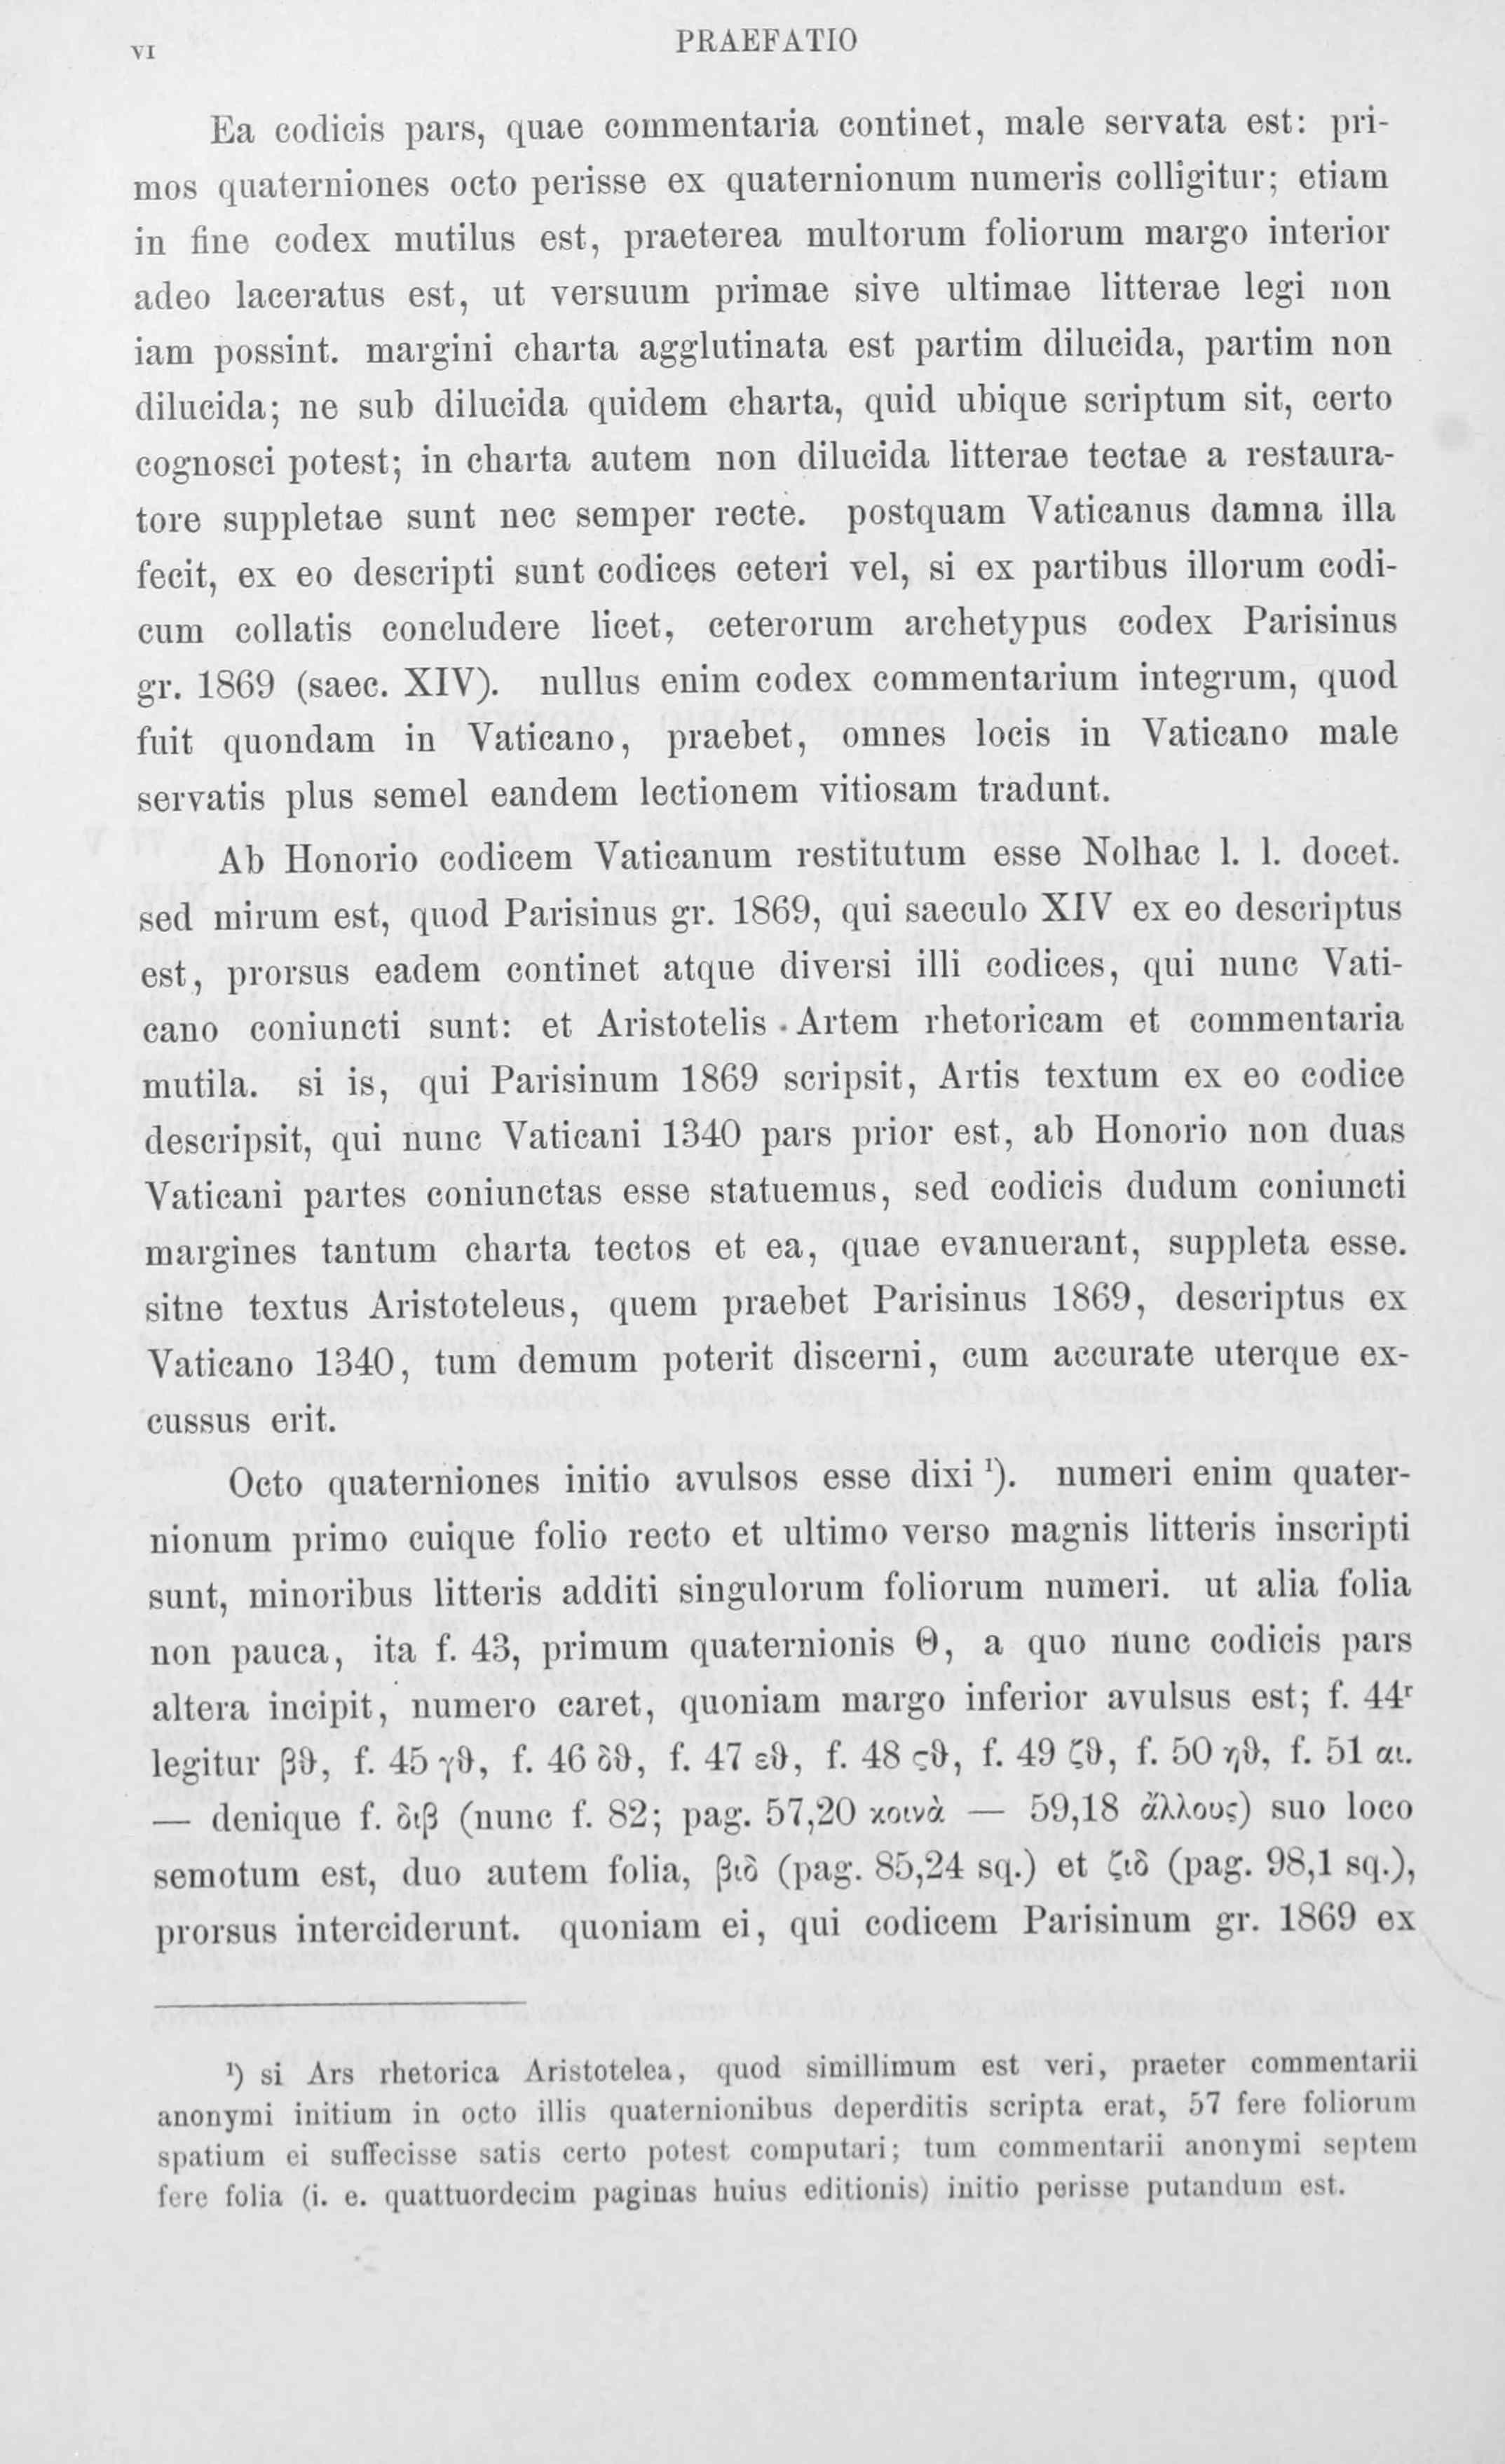 VI
PRAEFATIO
Ea codicis pars, quae commentaria continet, male servata est: pri-
mos quaterniones octo perisse ex quaternionum numeris colligitur; etiam
in fine codex mutilus est, praeterea multorum foliorum margo interior
adeo laceratus est, ut versuum primae sive ultimae litterae legi non
iam possint. margini charta agglutinata est partim dilucida, partim non
dilucida; ne sub dilucida quidem charta, quid ubique scriptum sit, certo
cognosci potest; in charta autem non dilucida litterae tectae a restaura-
tore suppletae sunt nec semper recte. postquam Vaticanus damna illa
fecit, ex eo descripti sunt codices ceteri vel, si ex partibus illorum codi-
cum collatis concludere licet, ceterorum archetypus codex Parisinus
gr. 1869 (saec. XIV). nullus enim codex commentarium integrum, quod
fuit quondam in Vaticano, praebet, omnes locis in Vaticano male
servatis plus semel eandem lectionem vitiosam tradunt.
Ab Honorio codicem Vaticanum restitutum esse Nolhac l. l. docet.
sed mirum est, quod Parisinus gr. 1869, qui saeculo XIV ex eo descriptus
est, prorsus eadem continet atque diversi illi codices, qui nunc Vati-
cano coniuncti sunt: et Aristotelis Artem rhetoricam et commentaria
mutila. si is, qui Parisinum 1869 scripsit, Artis textum ex eo codice
descripsit, qui nunc Vaticani 1340 pars prior est, ab Honorio non duas
Vaticani partes coniunctas esse statuemus, sed codicis dudum coniuncti
margines tantum charta tectos et ea, quae evanuerant, suppleta esse.
sitne textus Aristoteleus, quem praebet Parisinus 1869, descriptus ex
Vaticano 1340, tum demum poterit discerni, cum accurate uterque ex-
cussus erit.
Octo quaterniones initio avulsos esse dixi ¹). numeri enim quater-
nionum primo cuique folio recto et ultimo verso magnis litteris inscripti
sunt, minoribus litteris additi singulorum foliorum numeri. ut alia folia
non pauca, ita f. 43, primum quaternionis Θ, a quo nunc codicis pars
altera incipit, numero caret, quoniam margo inferior avulsus est; f. 44ʳ
legitur βϑ, f. 45 γϑ, f. 46 δϑ, f. 47 εϑ, f. 48 ςϑ, f. 49 ζϑ, f. 50 ηϑ, f. 51 αι.
— denique f. διβ (nunc f. 82; pag. 57,20 κοινὰ — 59,18 ἄλλους) suo loco
semotum est, duo autem folia, βιδ (pag. 85,24 sq.) et ζιδ (pag. 98,1 sq.),
prorsus interciderunt. quoniam ei, qui codicem Parisinum gr. 1869 ex
¹) si Ars rhetorica Aristotelea, quod simillimum est veri, praeter commentarii
anonymi initium in octo illis quaternionibus deperditis scripta erat, 57 fere foliorum
spatium ei suffecisse satis certo potest computari; tum commentarii anonymi septem
fere folia (i. e. quattuordecim paginas huius editionis) initio perisse putandum est.